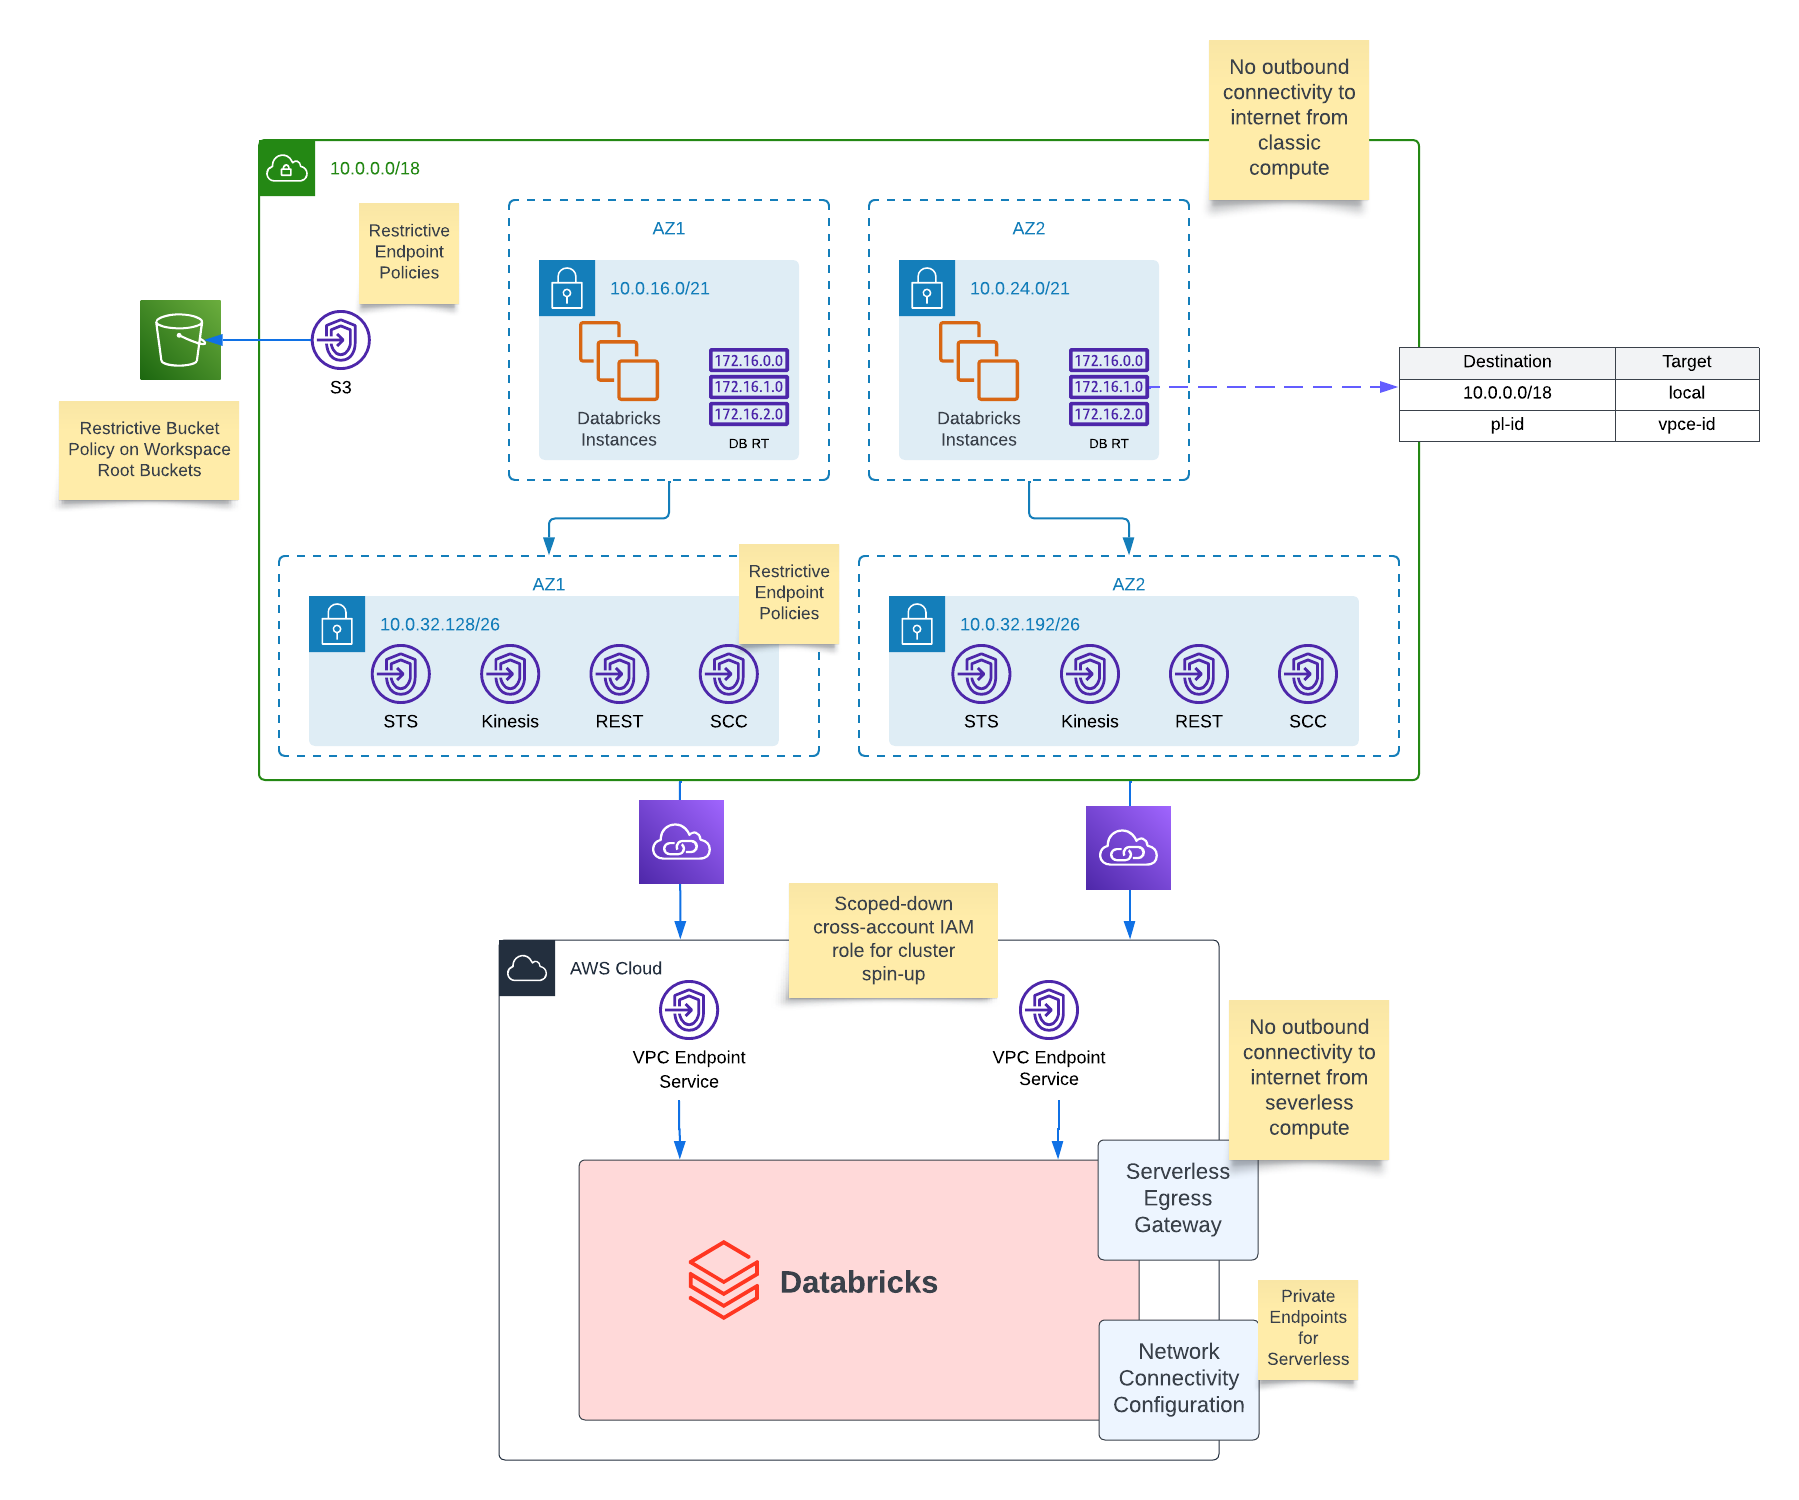 No outbound
connectivity to
internet from
classic
compute
10.0.0.0/18
Restrictive
Endpoint
Policies
AZ1
AZ2
10.0.16.0/21
10.0.24.0/21
S3
Restrictive Bucket
Policy on Workspace
Root Buckets
172.16.0.0
172.16.1.0
172.16.2.0
Databricks
Instances
DB RT
172.16.0.0
172.16.1.0
172.16.2.0
Databricks
Instances
DB RT
Destination Target
10.0.0.0/18 local
pl-id vpce-id
AZ1
Restrictive
Endpoint
Policies
10.0.32.128/26
STS Kinesis REST SCC
AZ2
10.0.32.192/26
STS Kinesis REST SCC
Scoped-down
cross-account IAM
role for cluster
spin-up
AWS Cloud
VPC Endpoint
Service
VPC Endpoint
Service
No outbound
connectivity to
internet from
severless
compute
Serverless
Egress
Gateway
Databricks
Private
Endpoints
for
Serverless
Network
Connectivity
Configuration